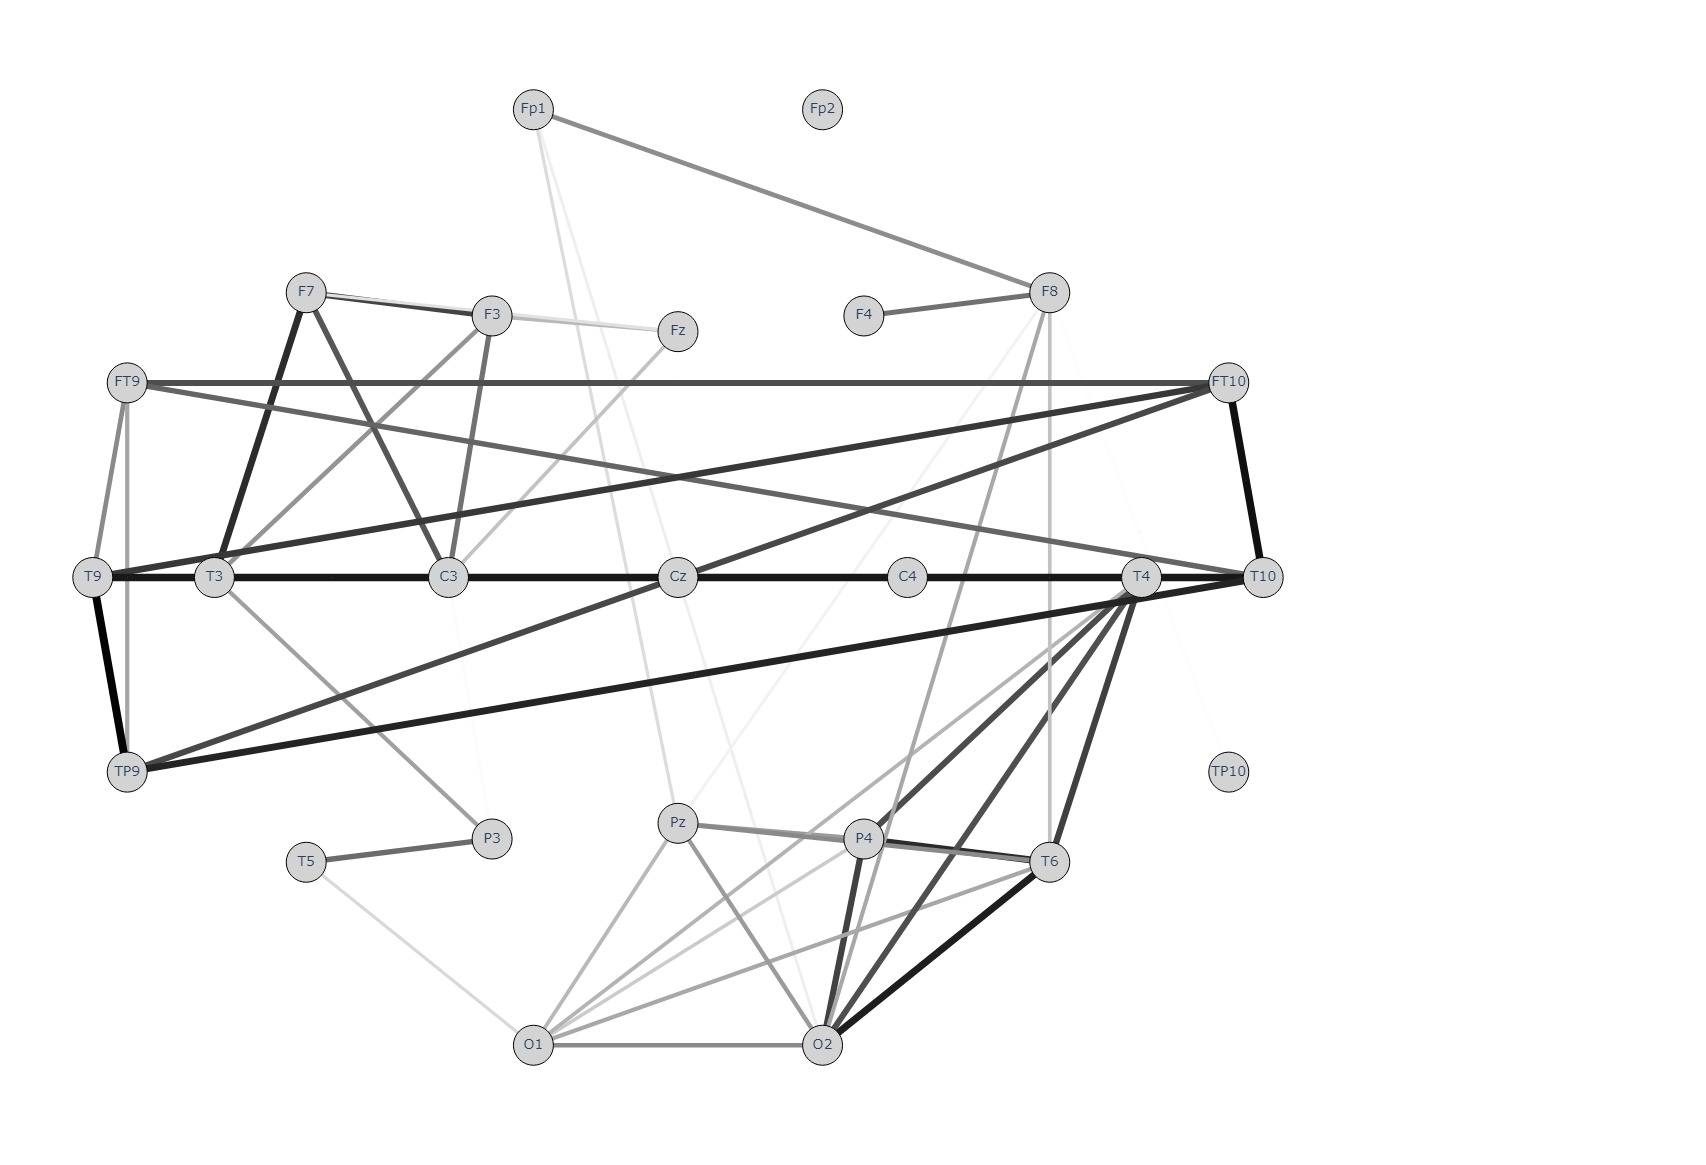 Fp1 Fp2
F7 F3 Fz F4 F8
FT9 FT10
T9 T3 C3 Cz C4 T4 T10
TP9 TP10
T5 P3 Pz P4 T6
O1 O2